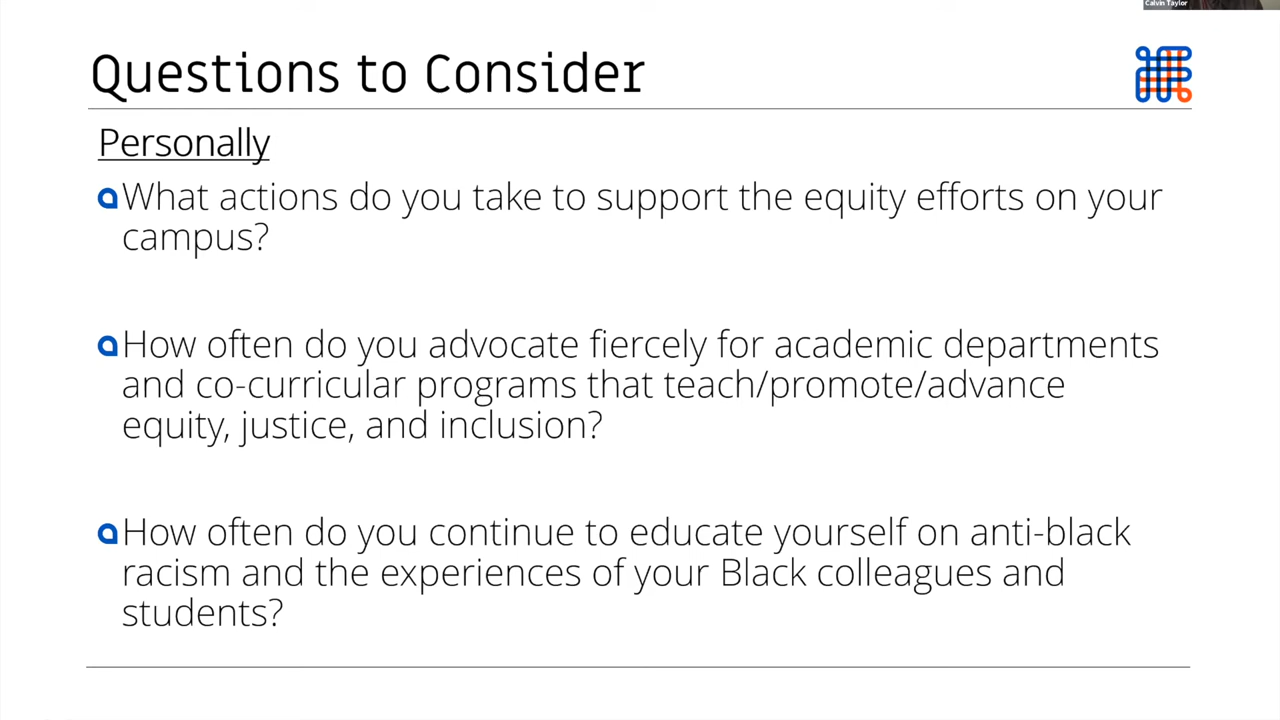 Calvin Taylor
Questions to Consider
Personally
What actions do you take to support the equity efforts on your
campus?
How often do you advocate fiercely for academic departments
and co-curricular programs that teach/promote/advance
equity, justice, and inclusion?
How often do you continue to educate yourself on anti-black
racism and the experiences of your Black colleagues and
students?